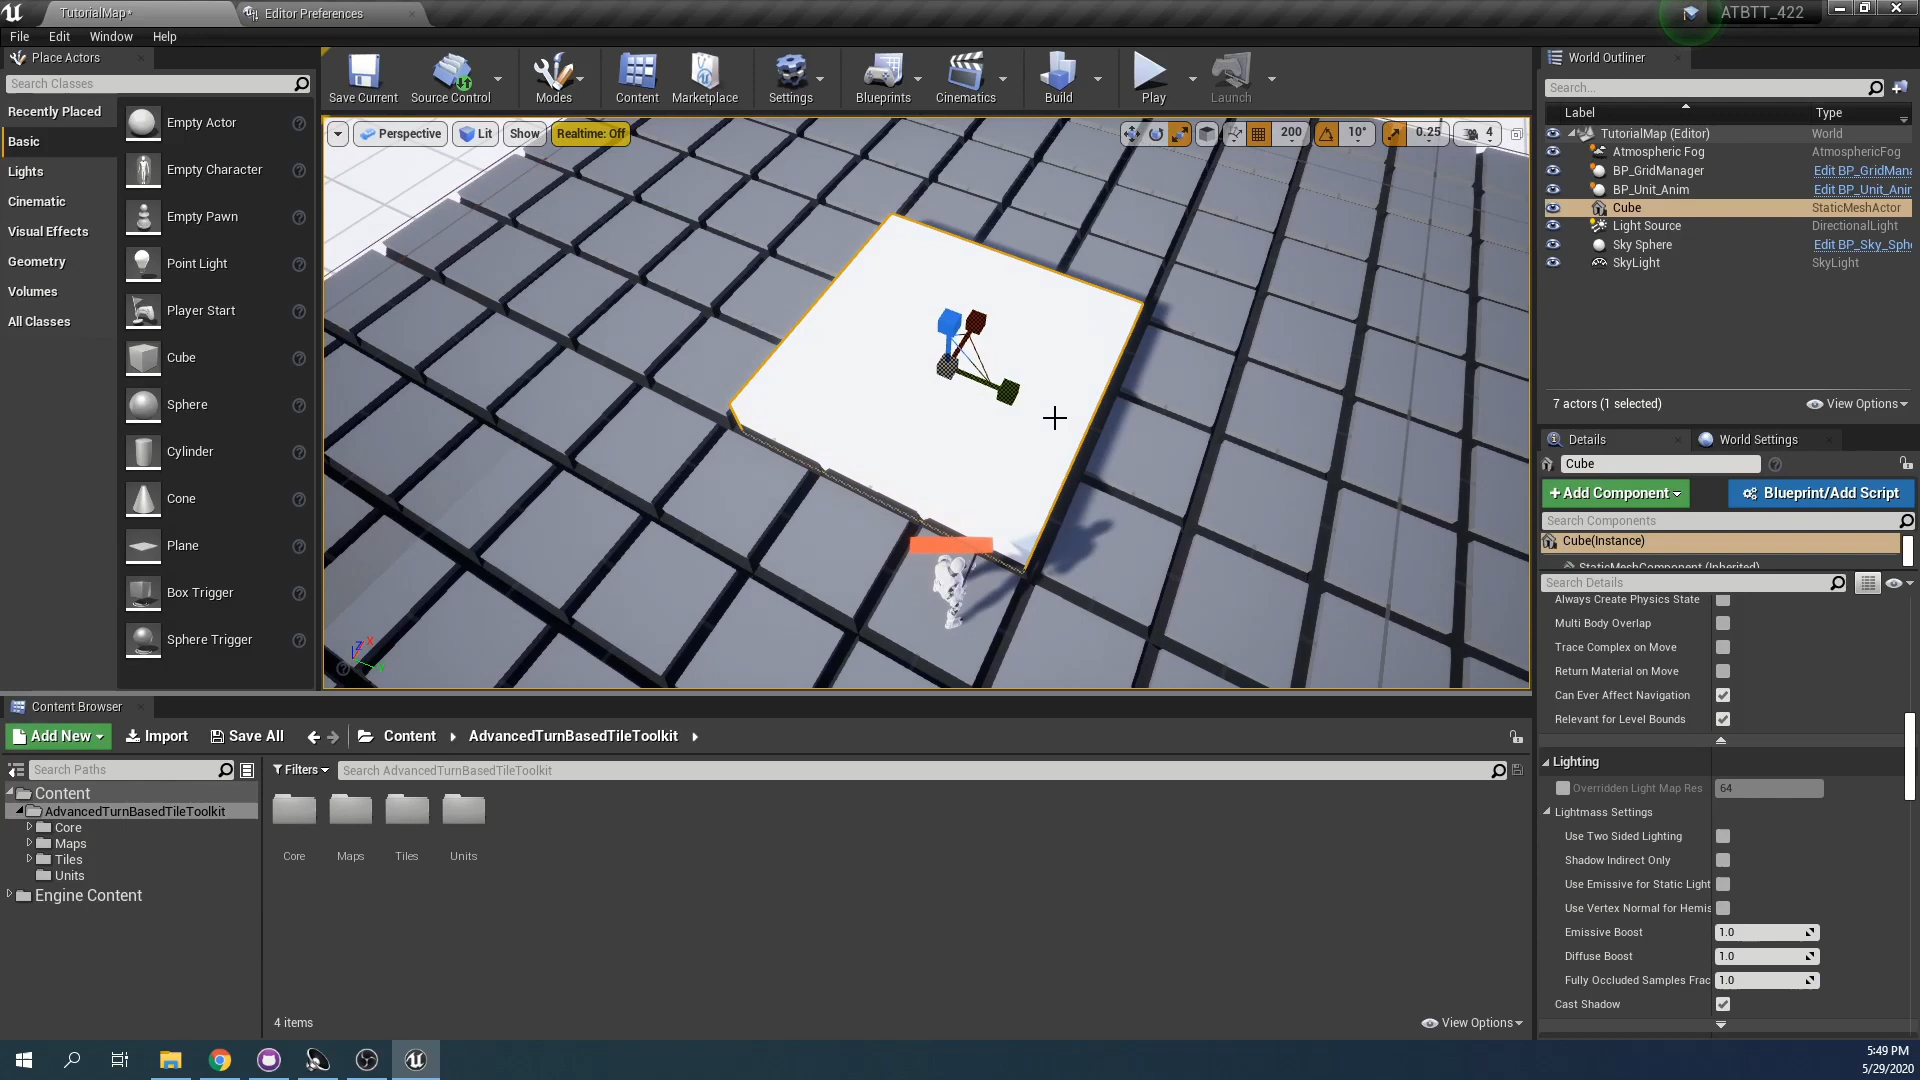 TutorialMap*
Editor Preferences
ATBTT_422
File
Edit
Window
Help
Place Actors
Search Classes
Recently Placed
Basic
Lights
Cinematic
Visual Effects
Geometry
Volumes
All Classes
Empty Actor
Empty Character
Empty Pawn
Point Light
Player Start
Cube
Sphere
Cylinder
Cone
Plane
Box Trigger
Sphere Trigger
Save Current
Source Control
Modes
Content
Marketplace
Settings
Blueprints
Cinematics
Build
Play
Launch
Perspective
Lit
Show
Realtime: Off
200
10°
0.25
4
Z
X
World Outliner
Search...
Label
Type
TutorialMap (Editor)
World
Atmospheric Fog
AtmosphericFog
BP_GridManager
Edit BP_GridMana
BP_Unit_Anim
Edit BP_Unit_Anim
Cube
StaticMeshActor
Light Source
DirectionalLight
Sky Sphere
Edit BP_Sky_Sphe
SkyLight
SkyLight
7 actors (1 selected)
View Options
Details
World Settings
Cube
+Add Component
Blueprint/Add Script
Search Components
Cube(Instance)
StaticMeshComponent (Inherited)
Search Details
Always Create Physics State
Multi Body Overlap
Trace Complex on Move
Return Material on Move
Can Ever Affect Navigation
Relevant for Level Bounds
Lighting
Overridden Light Map Res
64
Lightmass Settings
Use Two Sided Lighting
Shadow Indirect Only
Use Emissive for Static Light
Use Vertex Normal for Hemis
Emissive Boost
1.0
Diffuse Boost
1.0
Fully Occluded Samples Frac
1.0
Cast Shadow
Content Browser
Add New
Import
Save All
Content
AdvancedTurnBasedTileToolkit
Search Paths
Filters
Search AdvancedTurnBasedTileToolkit
Content
AdvancedTurnBasedTileToolkit
Core
Maps
Tiles
Units
Engine Content
Core
Maps
Tiles
Units
4 items
View Options
5:49 PM
5/29/2020